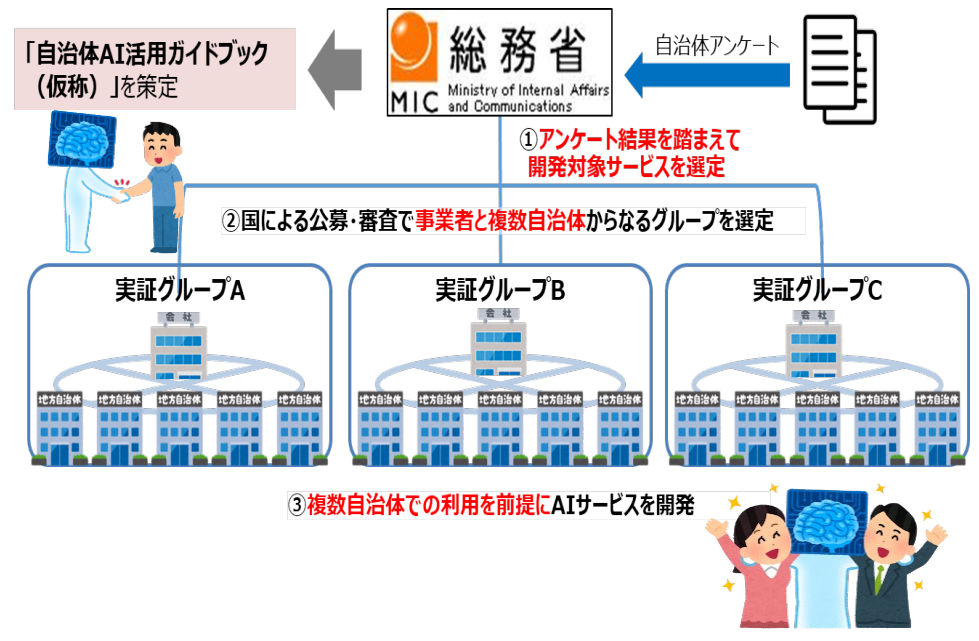 「自治体AI活用ガイドブック
（仮称）」を策定
総務省
MIC
Ministry of Internal Affairs
and Communications
自治体アンケート
①アンケート結果を踏まえて
開発対象サービスを選定
②国による公募・審査で事業者と複数自治体からなるグループを選定
実証グループA
会社
地方自治体
地方自治体
地方自治体
地方自治体
地方自治体
実証グループB
会社
地方自治体
地方自治体
地方自治体
地方自治体
地方自治体
実証グループC
会社
地方自治体
地方自治体
地方自治体
地方自治体
地方自治体
③複数自治体での利用を前提にAIサービスを開発